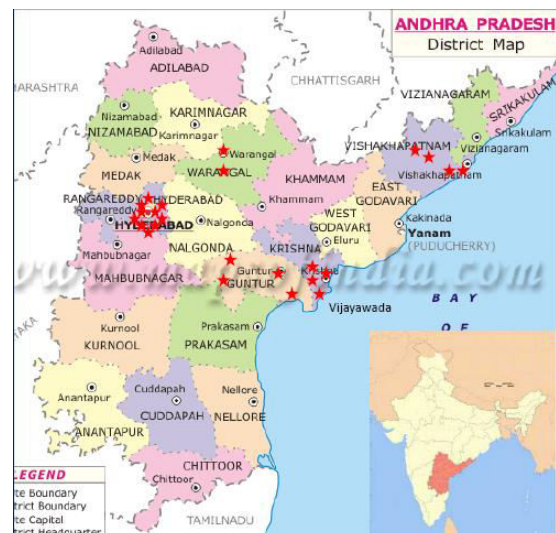 ANDHRA PRADESH
District Map
Adilabad
ADILABAD
HARASHTRA
CHHATTISGARH
VIZIANAGARAM
SRIKAKULAM
Nizamabad
NIZAMABAD
KARIMNAGAR
Karimnagar
Srikakulam
VISHAKHAPATNAM
Vizianagaram
Medak
MEDAK
Warangal
WARANGAL
Vishakhapatnam
KHAMMAM
Khammam
EAST
GODAVARI
RANGAREDDY
HYDERABAD
Rangareddy
HYDERABAD
Nalgonda
NALGONDA
WEST
GODAVARI
Eluru
Kakinada
Yanam
(PUDUCHERRY)
KRISHNA
Mahbubnagar
MAHBUBNAGAR
Guntur
GUNTUR
Vijayawada
BAY
OF
TAKA
Kurnool
KURNOOL
Prakasam
PRAKASAM
Anantapur
ANANTAPUR
Cuddapah
CUDDAPAH
Nellore
NELLORE
CHITTOOR
Chittoor
TAMILNADU
LEGEND
te Boundary
trict Boundary
te Capital
trict Headquarter